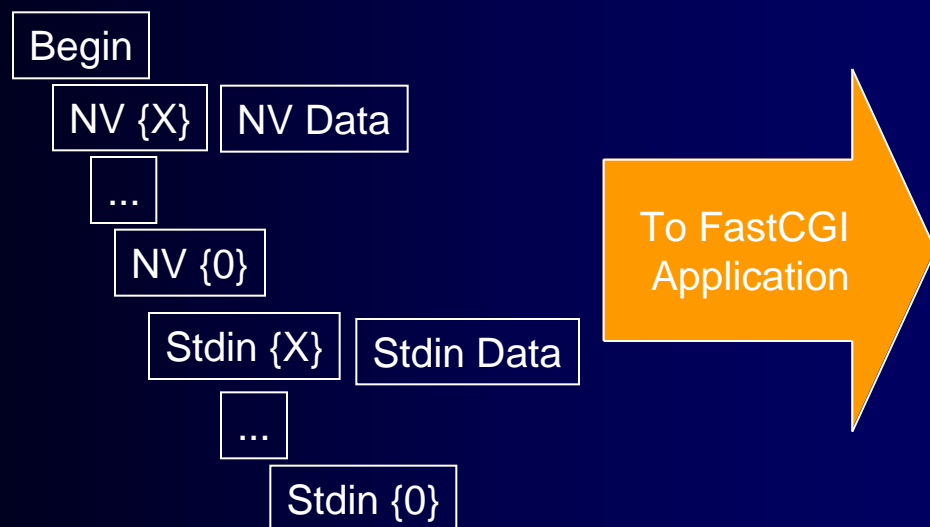 Begin
NV {X} NV Data
...
NV {0}
Stdin {X} Stdin Data
...
Stdin {0}
To FastCGI
Application